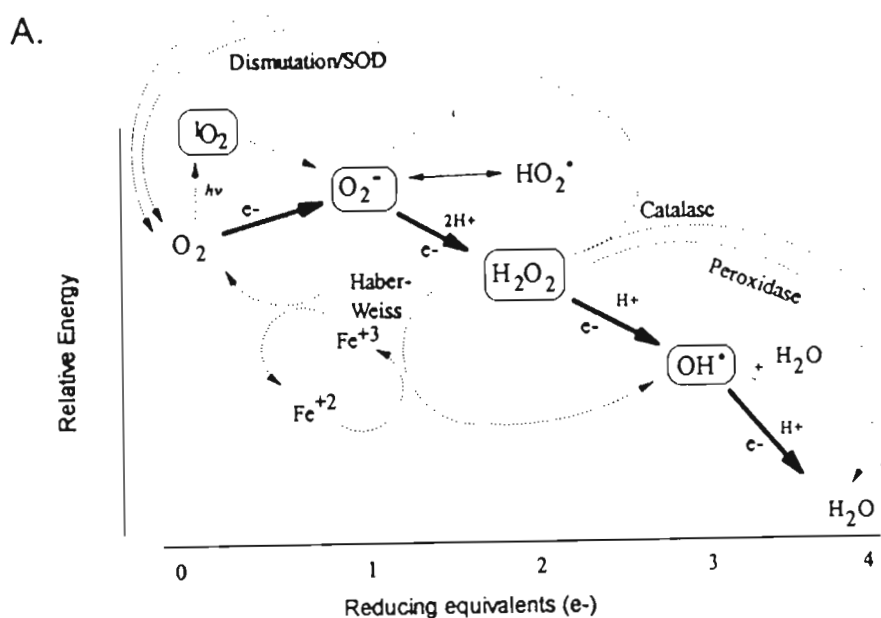 A.
Dismutation/SOD
¹O₂
hν
O₂
e-
O₂⁻
HO₂•
2H+
e-
Catalase
H₂O₂
Peroxidase
Haber-
Weiss
H+
e-
Fe+3
OH•
+ H₂O
Fe+2
H+
e-
H₂O
Relative Energy
0 1 2 3 4
Reducing equivalents (e-)